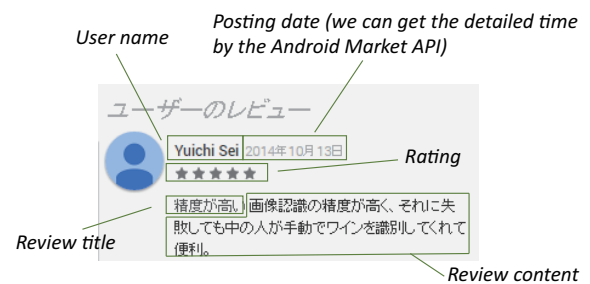 User name
Posting date (we can get the detailed time
by the Android Market API)
ユーザーのレビュー
Yuichi Sei 2014年10月13日
★★★★★
Rating
精度が高い 画像認識の精度が高く、それに失
敗しても中の人が手動でワインを識別してくれて
便利。
Review title
Review content